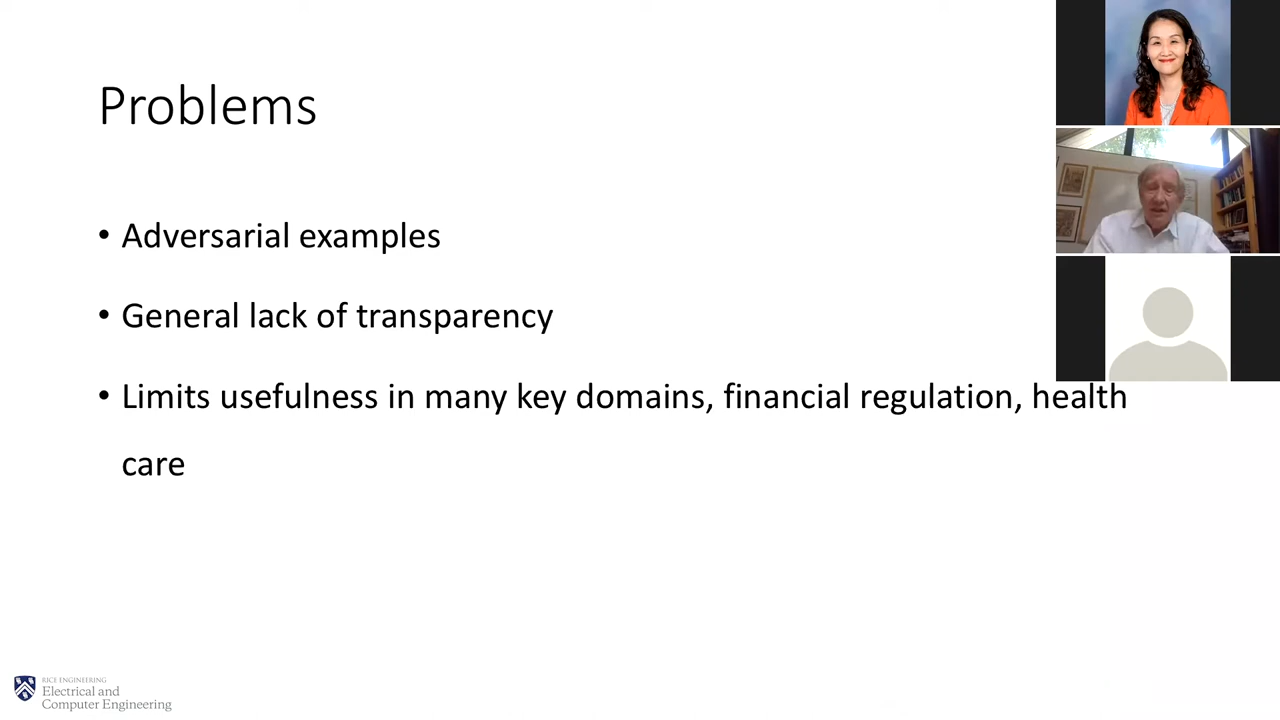 Problems
• Adversarial examples
• General lack of transparency
• Limits usefulness in many key domains, financial regulation, health
care
RICE ENGINEERING
Electrical and
Computer Engineering